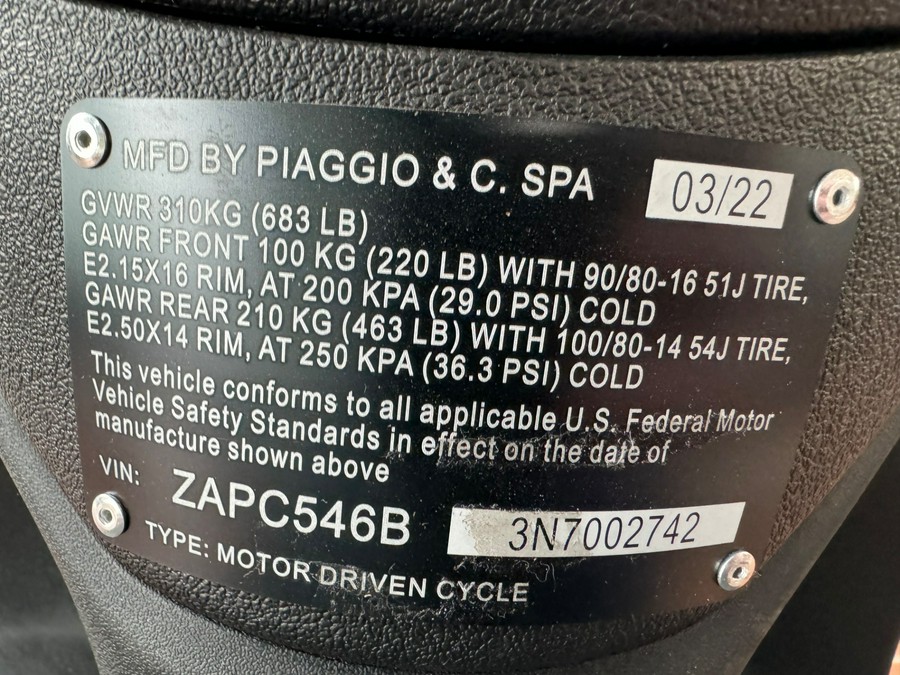 MFD BY PIAGGIO & C. SPA 03/22
GVWR 310KG (683 LB)
GAWR FRONT 100 KG (220 LB) WITH 90/80-16 51J TIRE,
E2.15X16 RIM, AT 200 KPA (29.0 PSI) COLD
GAWR REAR 210 KG (463 LB) WITH 100/80-14 54J TIRE,
E2.50X14 RIM, AT 250 KPA (36.3 PSI) COLD
This vehicle conforms to all applicable U.S. Federal Motor
Vehicle Safety Standards in effect on the date of
manufacture shown above
VIN: ZAPC546B 3N7002742
TYPE: MOTOR DRIVEN CYCLE